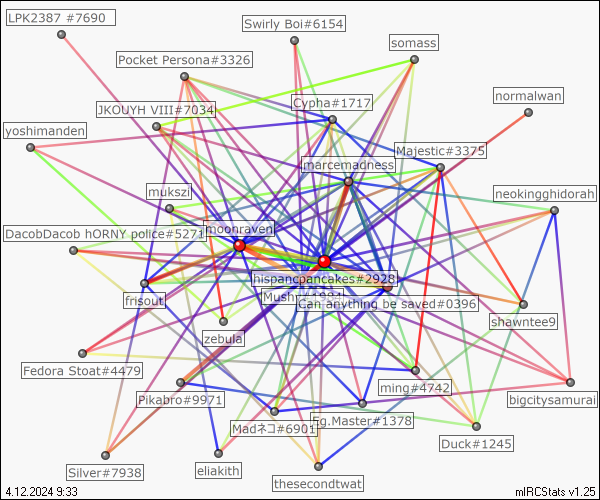 LPK2387 #7690
Swirly Boi#6154
somass
Pocket Persona#3326
normalwan
Cypha#1717
JKOUYH VIII#7034
yoshimanden
Majestic#3375
marcemadness
mukszi
neokingghidorah
moonraven
DacobDacob hORNY police#5271
hispancpancakes#2928
frisout
Can anything be saved#0396
shawntee9
zebula
Fedora Stoat#4479
ming#4742
Pikabro#9971
bigcitysamurai
Eg.Master#1378
Madネコ#6901
Duck#1245
Silver#7938
eliakith
thesecondtwat
4.12.2024 9:33
mIRCStats v1.25